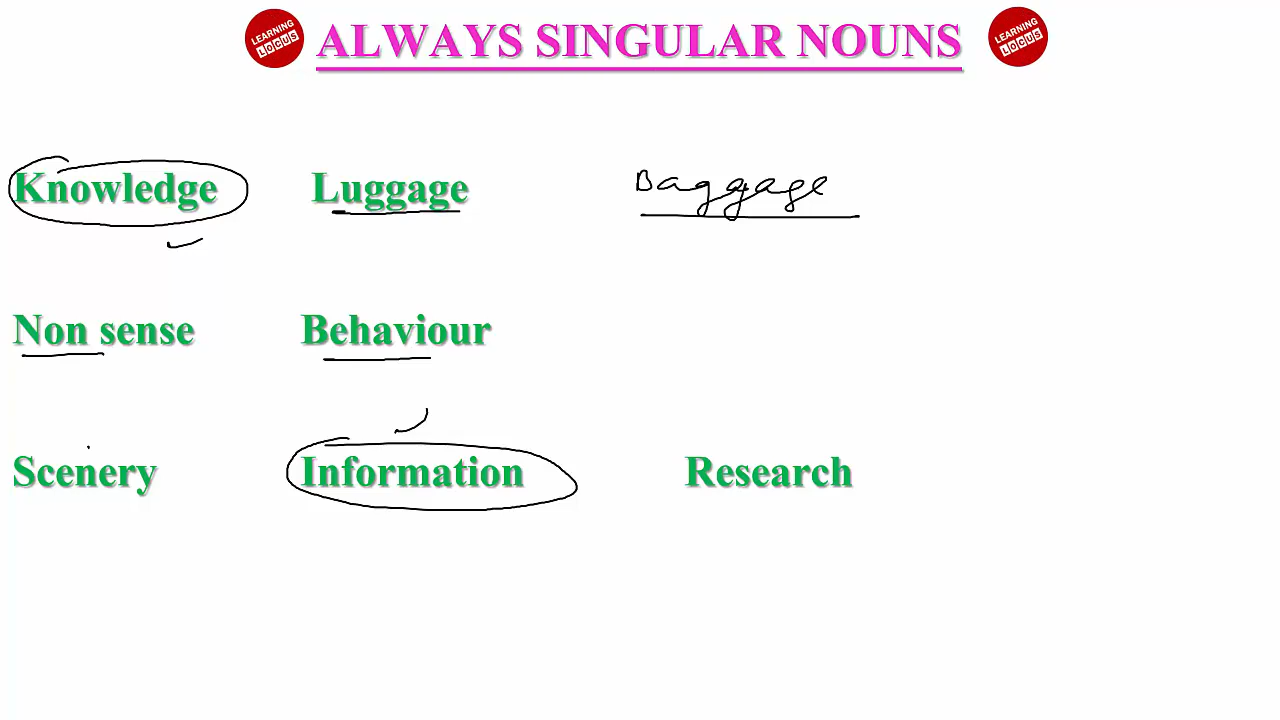 LEARNING LOCUS ALWAYS SINGULAR NOUNS LEARNING LOCUS
Knowledge Luggage Baggage
Non sense Behaviour
Scenery Information Research